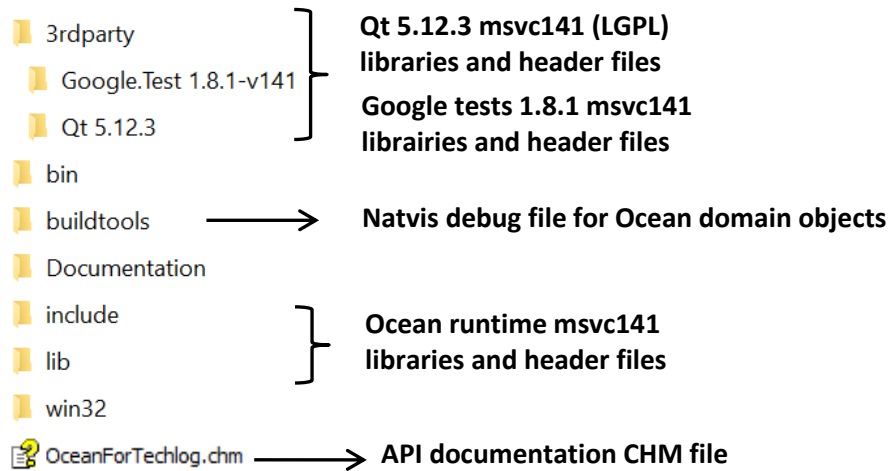 3rdparty
Google.Test 1.8.1-v141
Qt 5.12.3
Qt 5.12.3 msvc141 (LGPL)
libraries and header files
Google tests 1.8.1 msvc141
librairies and header files
bin
buildtools
Natvis debug file for Ocean domain objects
Documentation
include
lib
Ocean runtime msvc141
libraries and header files
win32
OceanForTechlog.chm
API documentation CHM file